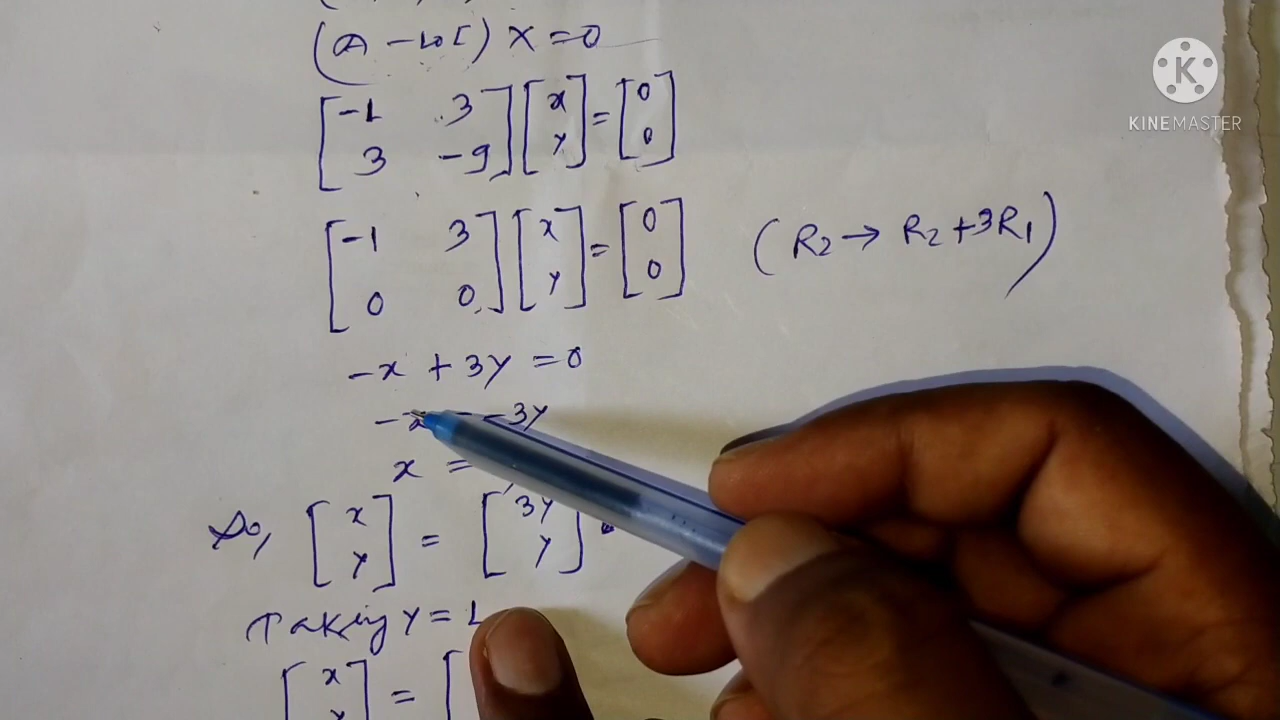 (A - 10I) X = 0
K
KINEMASTER
[-1 3
3 -9] [x
y] = [0
0]
[-1 3
0 0] [x
y] = [0
0] (R2 → R2 + 3R1)
-x + 3y = 0
-3y
x =
So, [x
y] = [3y
y]
Taking y = 1
[x
y] = [